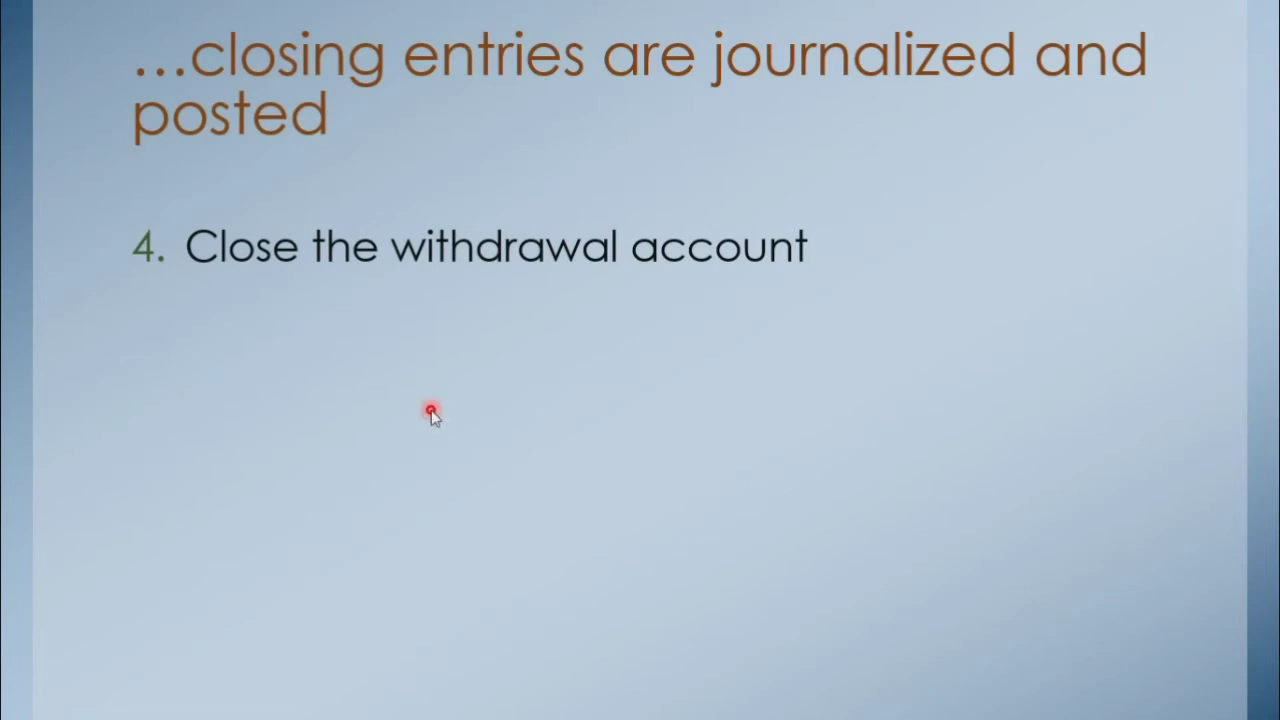 …closing entries are journalized and
posted
4. Close the withdrawal account